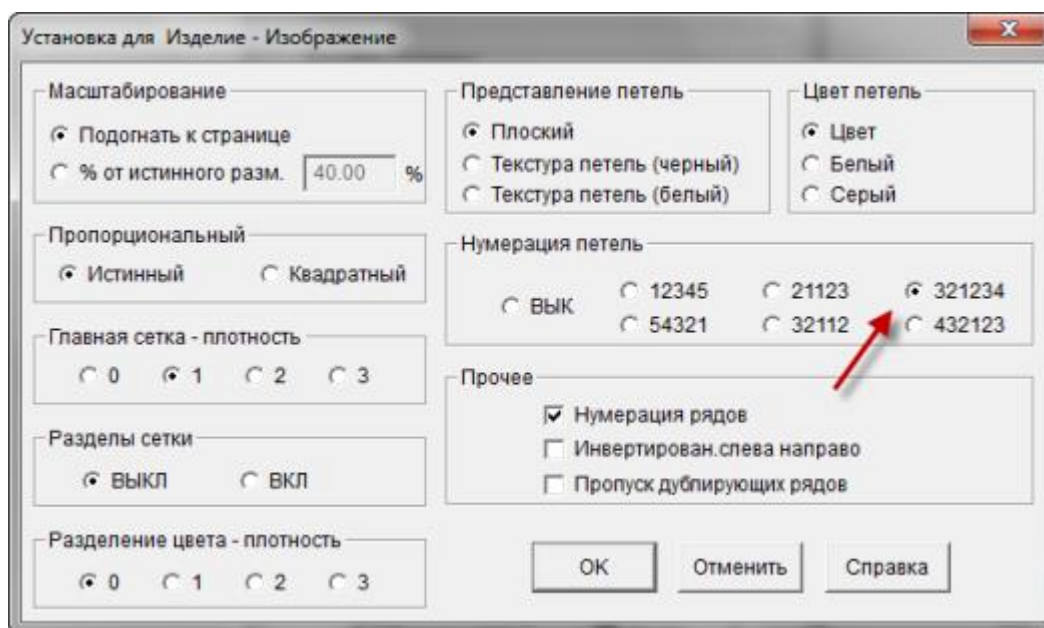 Установка для Изделие - Изображение
Масштабирование
Подогнать к странице
% от истинного разм. 40.00 %
Пропорциональный
Истинный Квадратный
Главная сетка - плотность
0 1 2 3
Разделы сетки
ВЫКЛ ВКЛ
Разделение цвета - плотность
0 1 2 3
Представление петель
Плоский
Текстура петель (черный)
Текстура петель (белый)
Цвет петель
Цвет
Белый
Серый
Нумерация петель
ВЫК
12345 21123 321234
54321 32112 432123
Прочее
Нумерация рядов
Инвертирован.слева направо
Пропуск дублирующих рядов
OK Отменить Справка